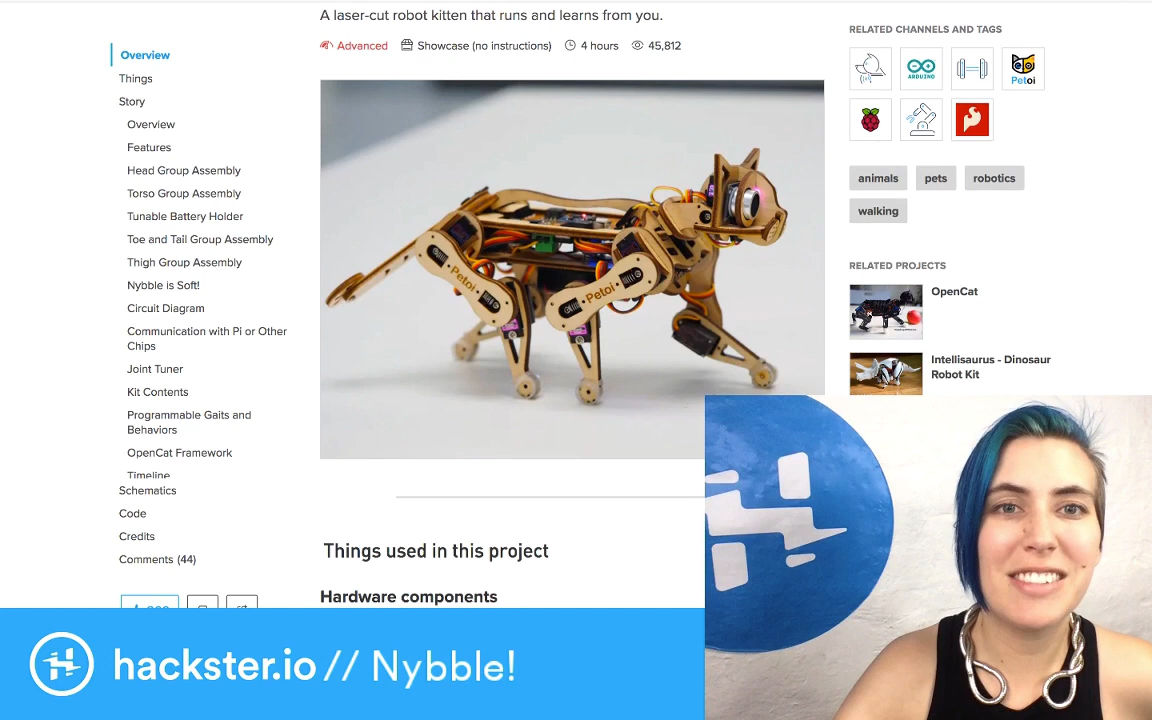 A laser-cut robot kitten that runs and learns from you.
Advanced
Showcase (no instructions)
4 hours
45,812
Overview
Things
Story
Overview
Features
Head Group Assembly
Torso Group Assembly
Tunable Battery Holder
Toe and Tail Group Assembly
Thigh Group Assembly
Nybble is Soft!
Circuit Diagram
Communication with Pi or Other
Chips
Joint Tuner
Kit Contents
Programmable Gaits and
Behaviors
OpenCat Framework
Timeline
Schematics
Code
Credits
Comments (44)
Petoi
Petoi
Things used in this project
Hardware components
RELATED CHANNELS AND TAGS
ARDUINO
Petoi
animals
pets
robotics
walking
RELATED PROJECTS
OpenCat
Intellisaurus - Dinosaur
Robot Kit
hackster.io // Nybble!